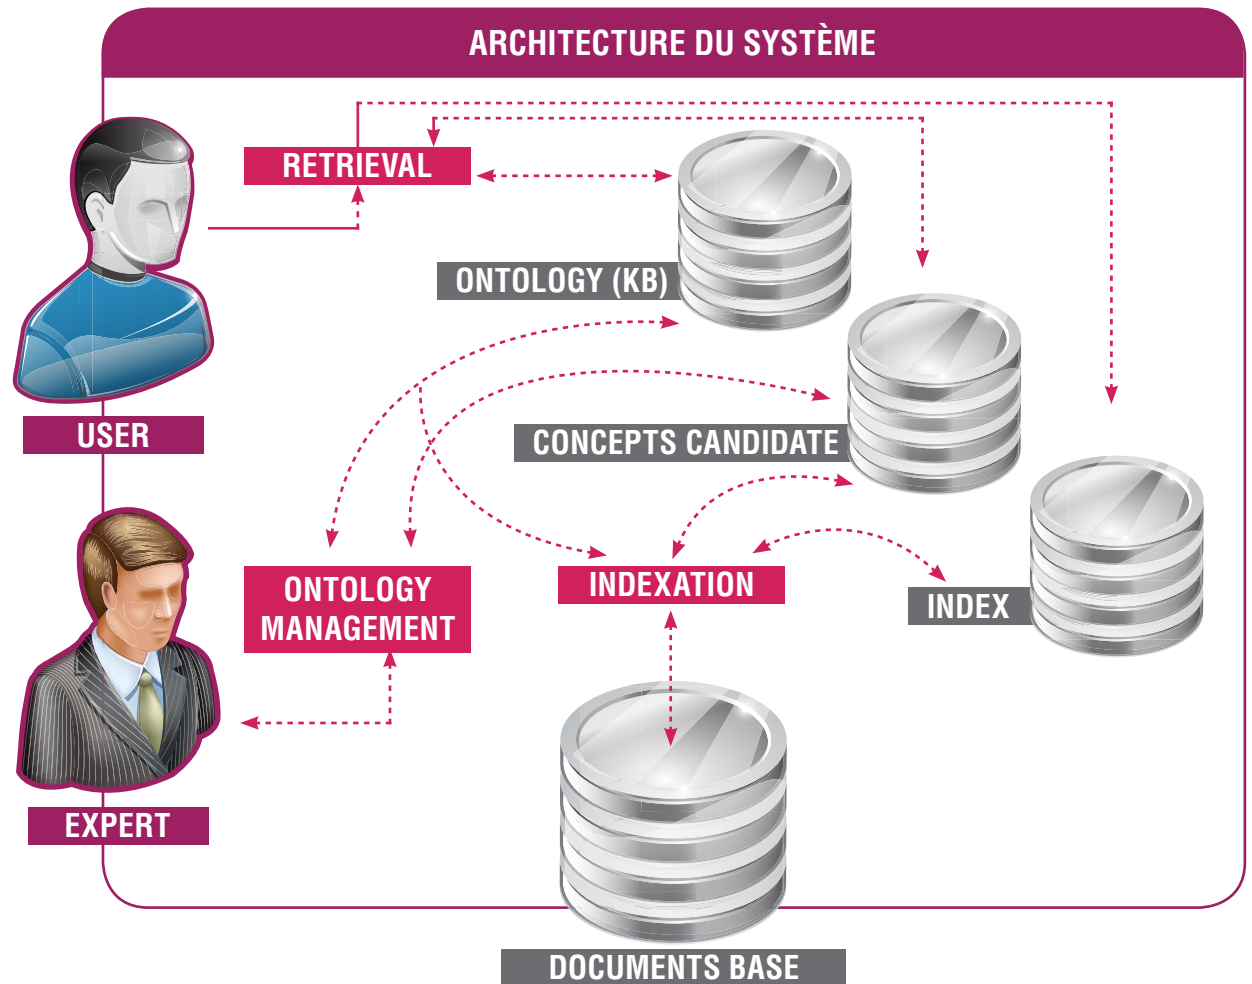 ARCHITECTURE DU SYSTÈME
RETRIEVAL
ONTOLOGY (KB)
USER
CONCEPTS CANDIDATE
ONTOLOGY
MANAGEMENT
INDEXATION
INDEX
EXPERT
DOCUMENTS BASE